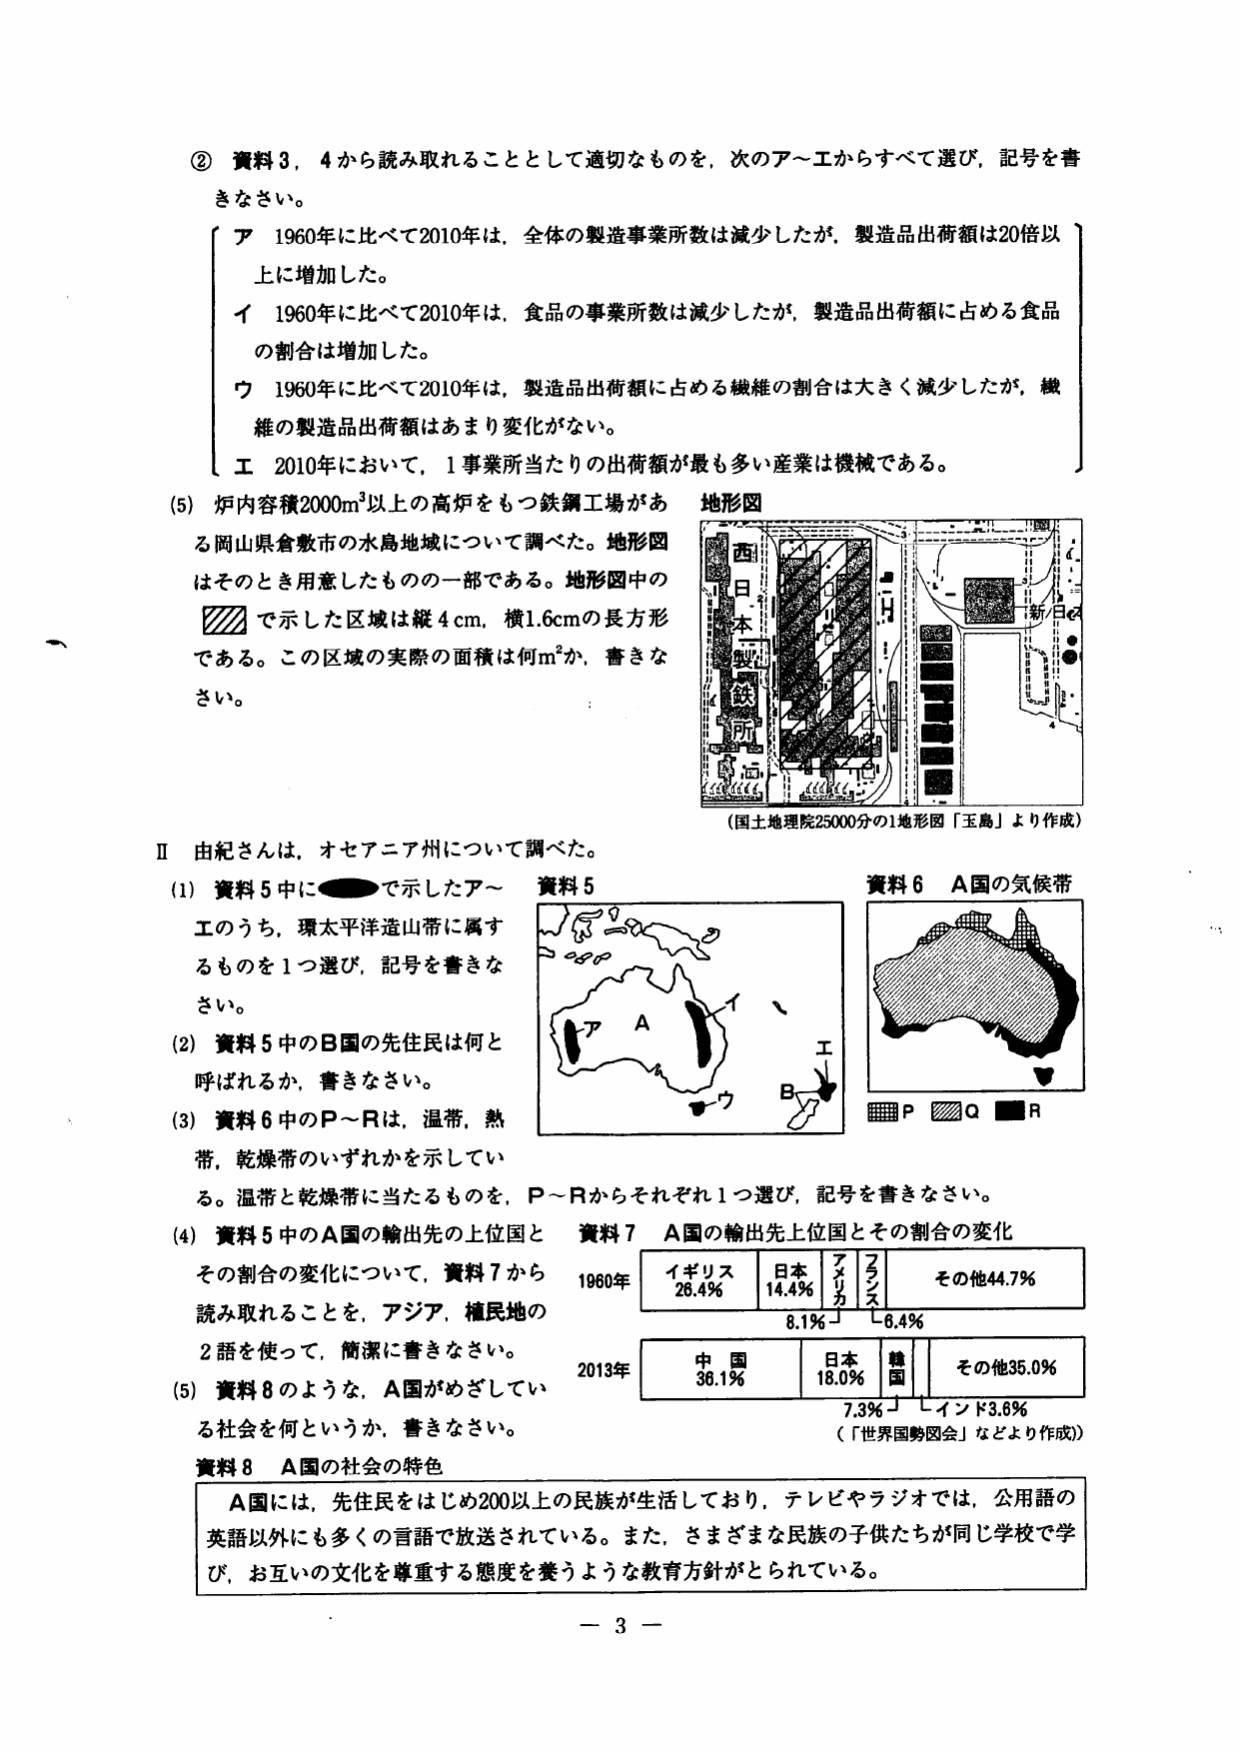 ② 資料3，4から読み取れることとして適切なものを，次のア～エからすべて選び，記号を書
きなさい。
ア 1960年に比べて2010年は，全体の製造事業所数は減少したが，製造品出荷額は20倍以
上に増加した。
イ 1960年に比べて2010年は，食品の事業所数は減少したが，製造品出荷額に占める食品
の割合は増加した。
ウ 1960年に比べて2010年は，製造品出荷額に占める繊維の割合は大きく減少したが，繊
維の製造品出荷額はあまり変化がない。
エ 2010年において，1事業所当たりの出荷額が最も多い産業は機械である。
(5) 炉内容積2000m³以上の高炉をもつ鉄鋼工場があ
る岡山県倉敷市の水島地域について調べた。地形図
はそのとき用意したものの一部である。地形図中の
で示した区域は縦4cm，横1.6cmの長方形
である。この区域の実際の面積は何m²か，書きな
さい。
地形図
西日本製鉄所
新日本
4
(国土地理院25000分の1地形図「玉島」より作成)
Ⅱ 由紀さんは，オセアニア州について調べた。
(1) 資料5中に で示したア～
エのうち，環太平洋造山帯に属す
るものを1つ選び，記号を書きな
さい。
(2) 資料5中のB国の先住民は何と
呼ばれるか，書きなさい。
(3) 資料6中のP～Rは，温帯，熱
帯，乾燥帯のいずれかを示してい
る。温帯と乾燥帯に当たるものを，P～Rからそれぞれ1つ選び，記号を書きなさい。
資料5
ア
A
イ
エ
B
ウ
資料6 A国の気候帯
P Q R
(4) 資料5中のA国の輸出先の上位国と
その割合の変化について，資料7から
読み取れることを，アジア，植民地の
2語を使って，簡潔に書きなさい。
(5) 資料8のような，A国がめざしてい
る社会を何というか，書きなさい。
資料7 A国の輸出先上位国とその割合の変化
1960年 イギリス 26.4% 日本 14.4% アメリカ フランス その他44.7%
8.1% 6.4%
2013年 中国 36.1% 日本 18.0% 韓国 その他35.0%
7.3% インド3.6%
(「世界国勢図会」などより作成))
資料8 A国の社会の特色
A国には，先住民をはじめ200以上の民族が生活しており，テレビやラジオでは，公用語の
英語以外にも多くの言語で放送されている。また，さまざまな民族の子供たちが同じ学校で学
び，お互いの文化を尊重する態度を養うような教育方針がとられている。
— 3 —